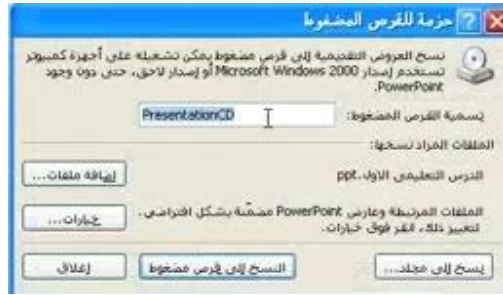 حزمة للقرص المضغوط
نسخ العروض التقديمية إلى قرص مضغوط يمكن تشغيله على أجهزة كمبيوتر
تستخدم إصدار Microsoft Windows 2000 أو إصدار لاحق، حتى دون وجود
PowerPoint.
تسمية القرص المضغوط: PresentationCD
الملفات المراد نسخها:
الدرس التعليمي الاول.ppt
إضافة ملفات...
الملفات المرتبطة وعارض PowerPoint مضمّنة بشكل افتراضي.
لتغيير ذلك، انقر فوق خيارات.
خيارات...
نسخ إلى مجلد...
النسخ إلى قرص مضغوط
إغلاق